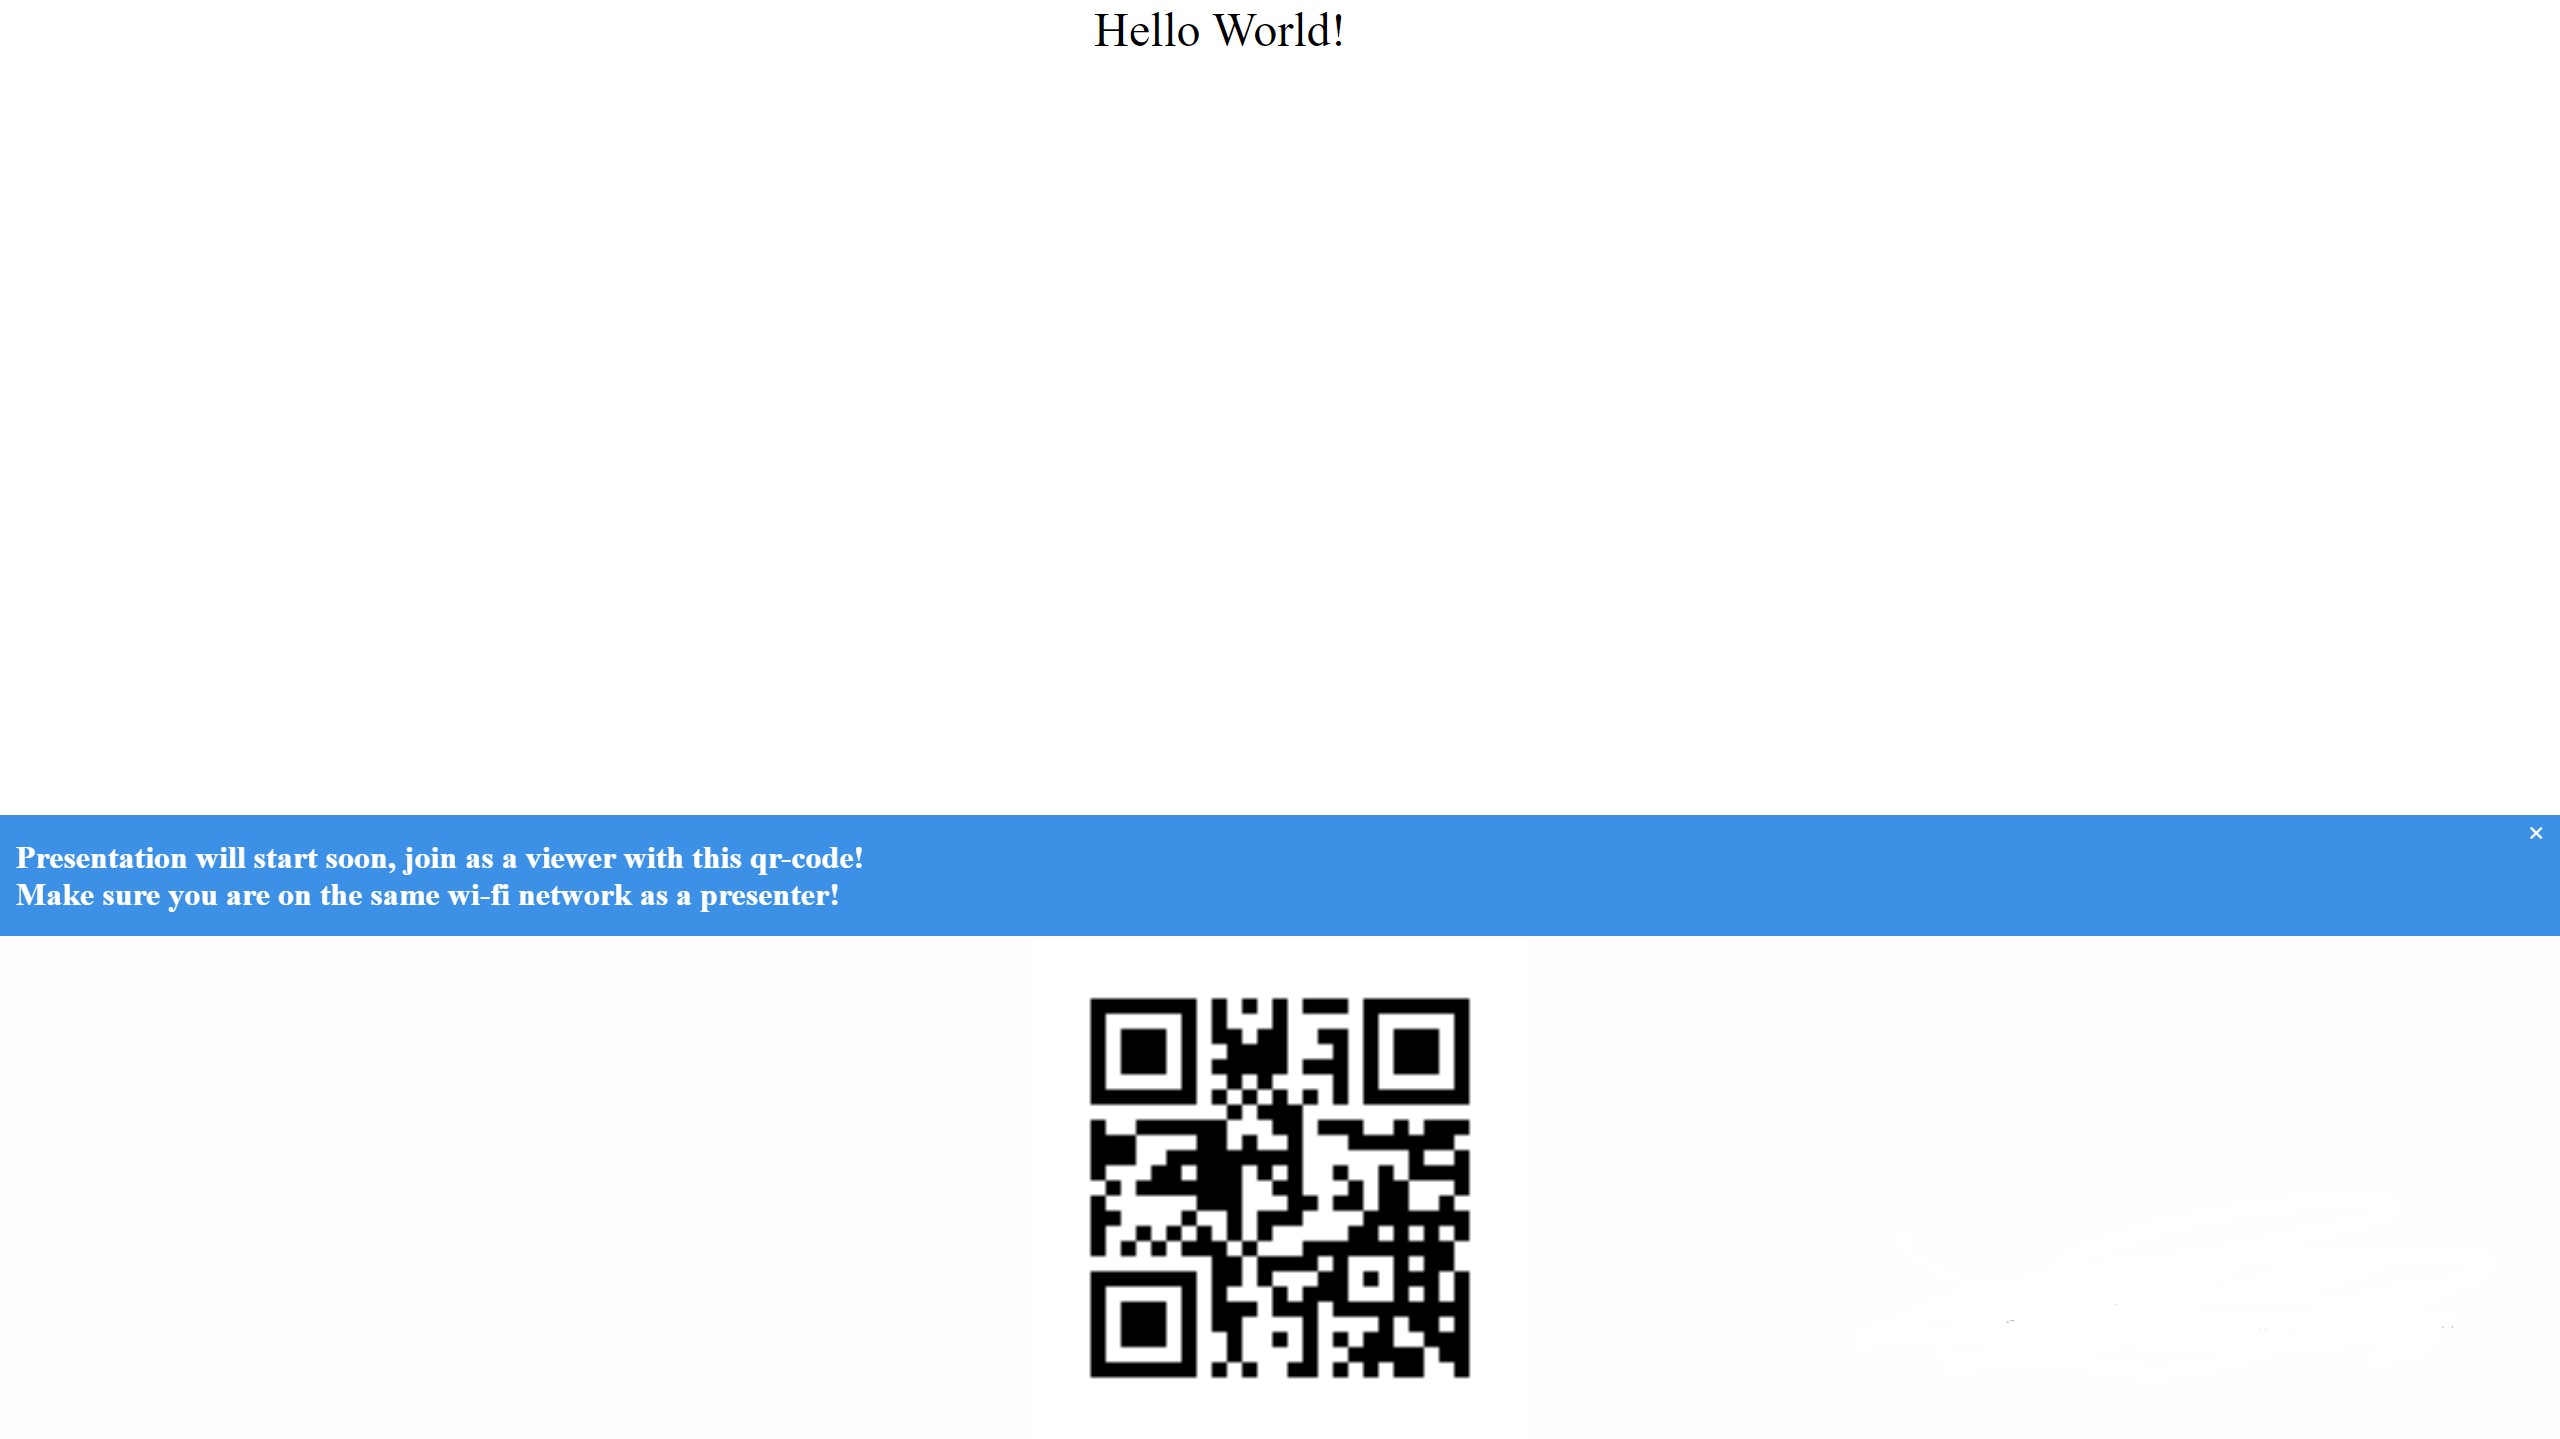 Hello World!
Presentation will start soon, join as a viewer with this qr-code!
Make sure you are on the same wi-fi network as a presenter!